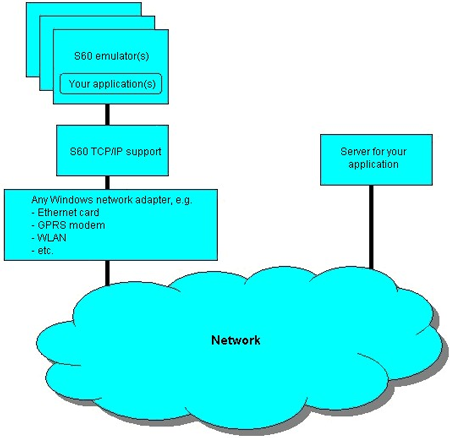 S60 emulator(s)
Your application(s)
S60 TCP/IP support
Server for your
application
Any Windows network adapter, e.g.
- Ethernet card
- GPRS modem
- WLAN
- etc.
Network